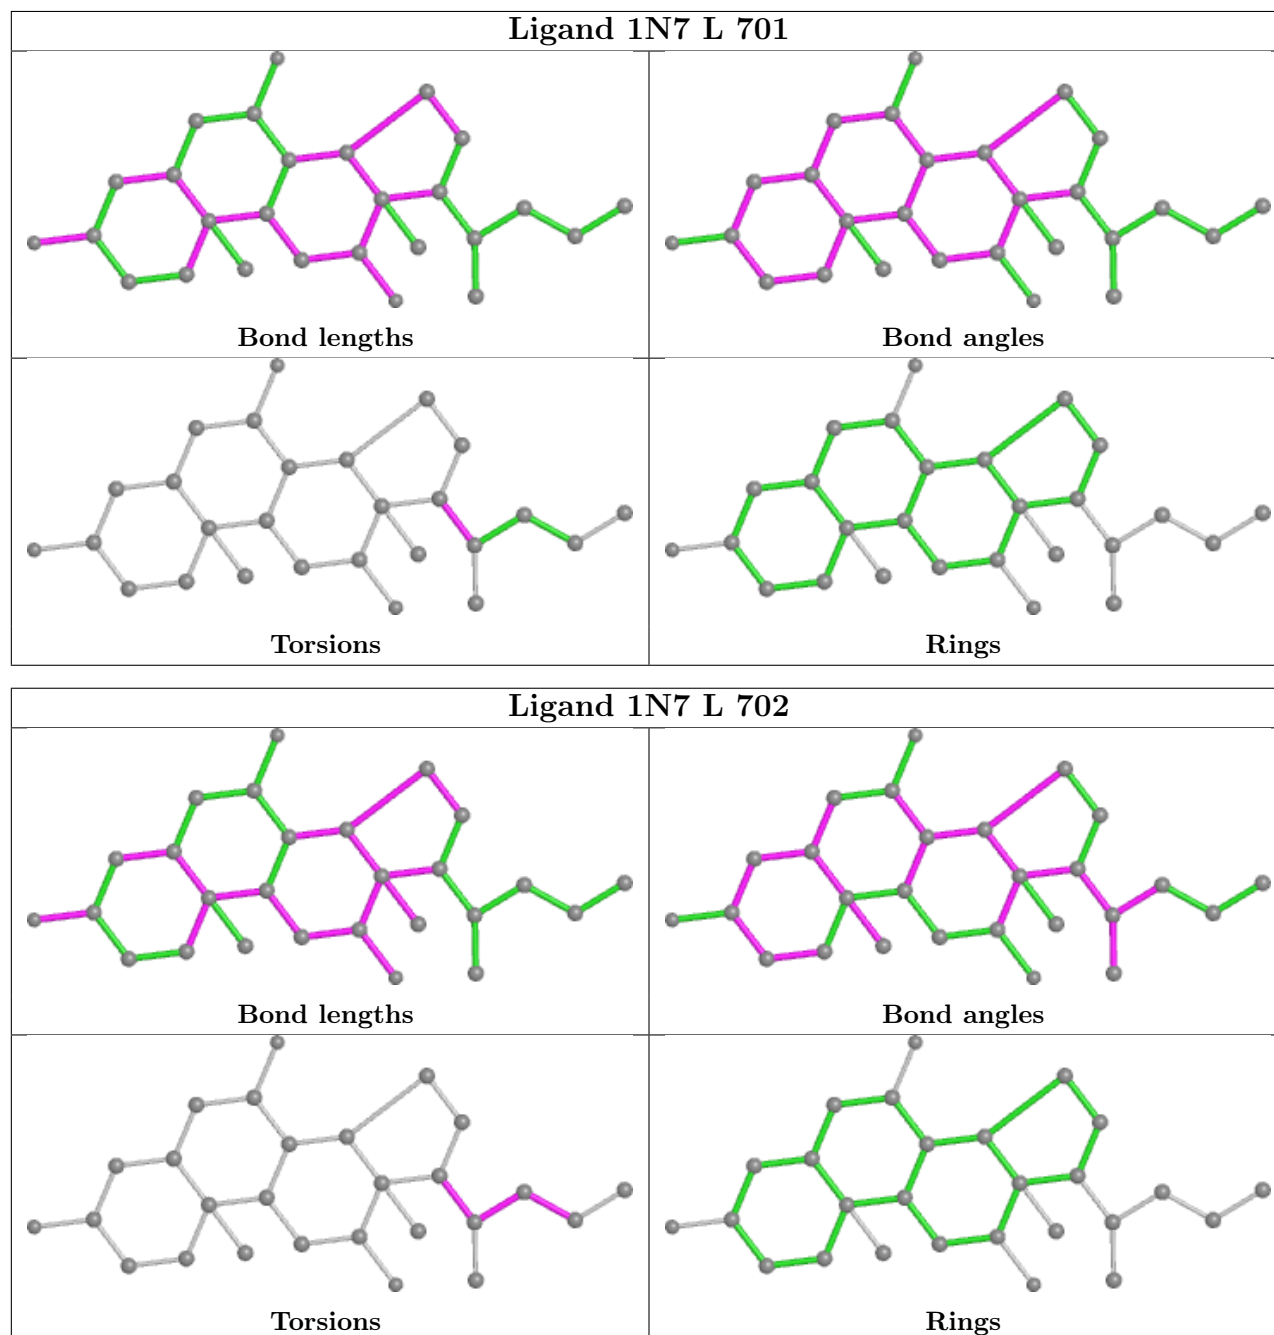 Ligand 1N7 L 701
Bond lengths
Bond angles
Torsions
Rings
Ligand 1N7 L 702
Bond lengths
Bond angles
Torsions
Rings